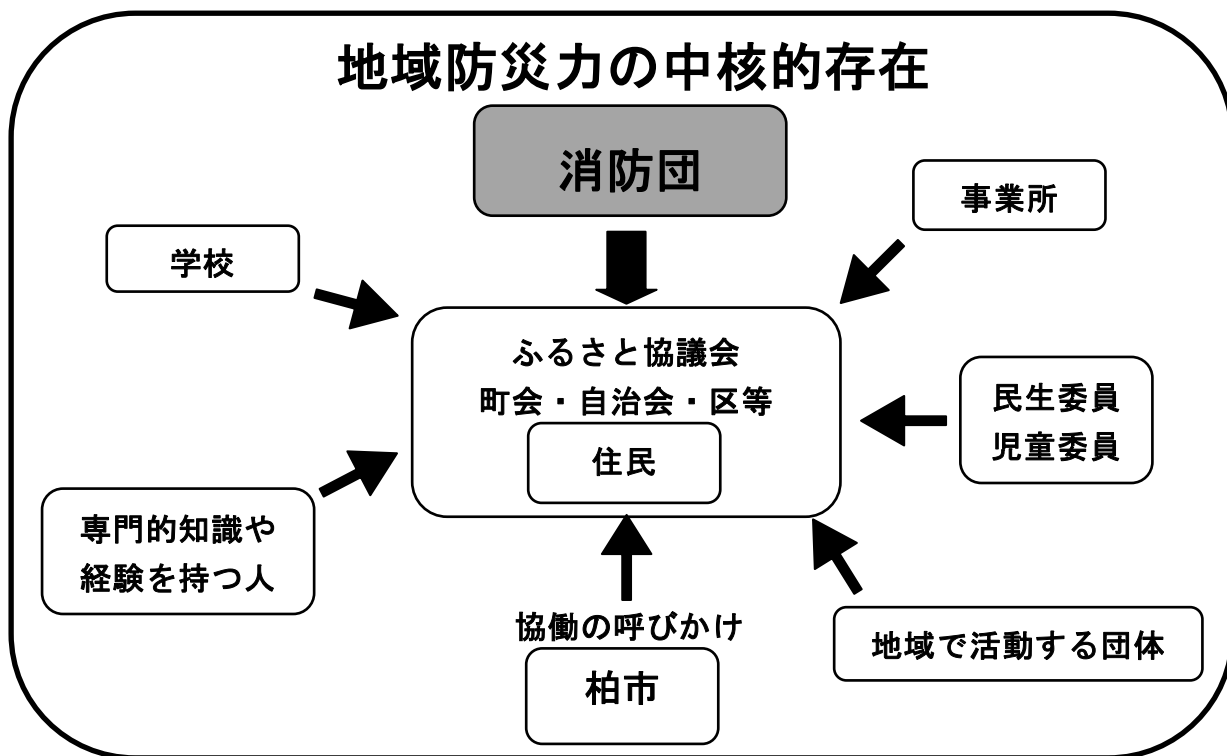 地域防災力の中核的存在
消防団
事業所
学校
ふるさと協議会
町会・自治会・区等
住民
民生委員
児童委員
専門的知識や
経験を持つ人
協働の呼びかけ
柏市
地域で活動する団体